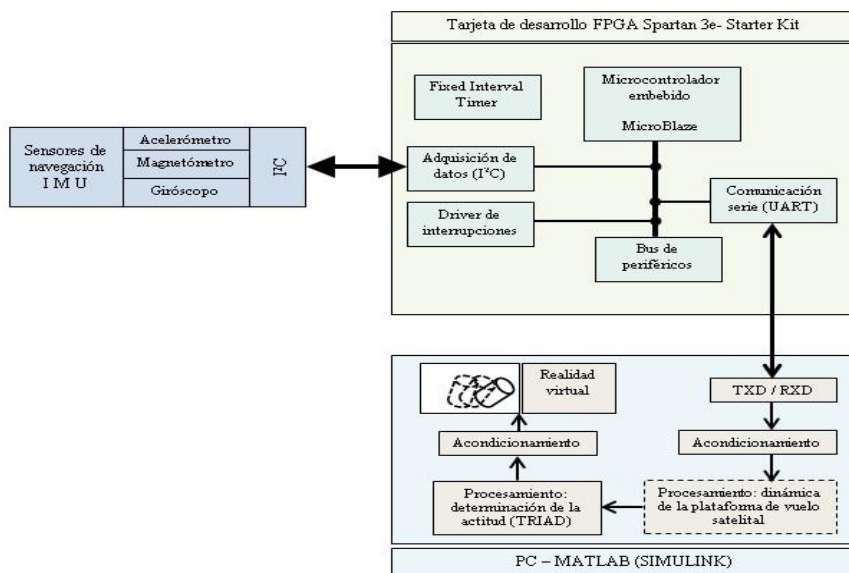 Tarjeta de desarrollo FPGA Spartan 3e- Starter Kit
Fixed Interval
Timer
Microcontrolador
embebido
MicroBlaze
Sensores de
navegación
I M U
Acelerómetro
Magnetómetro
Giróscopo
I²C
Adquisición de
datos (I²C)
Driver de
interrupciones
Comunicación
serie (UART)
Bus de
periféricos
Realidad
virtual
TXD / RXD
Acondicionamiento
Acondicionamiento
Procesamiento:
determinación de la
actitud (TRIAD)
Procesamiento: dinámica
de la plataforma de vuelo
satelital
PC – MATLAB (SIMULINK)